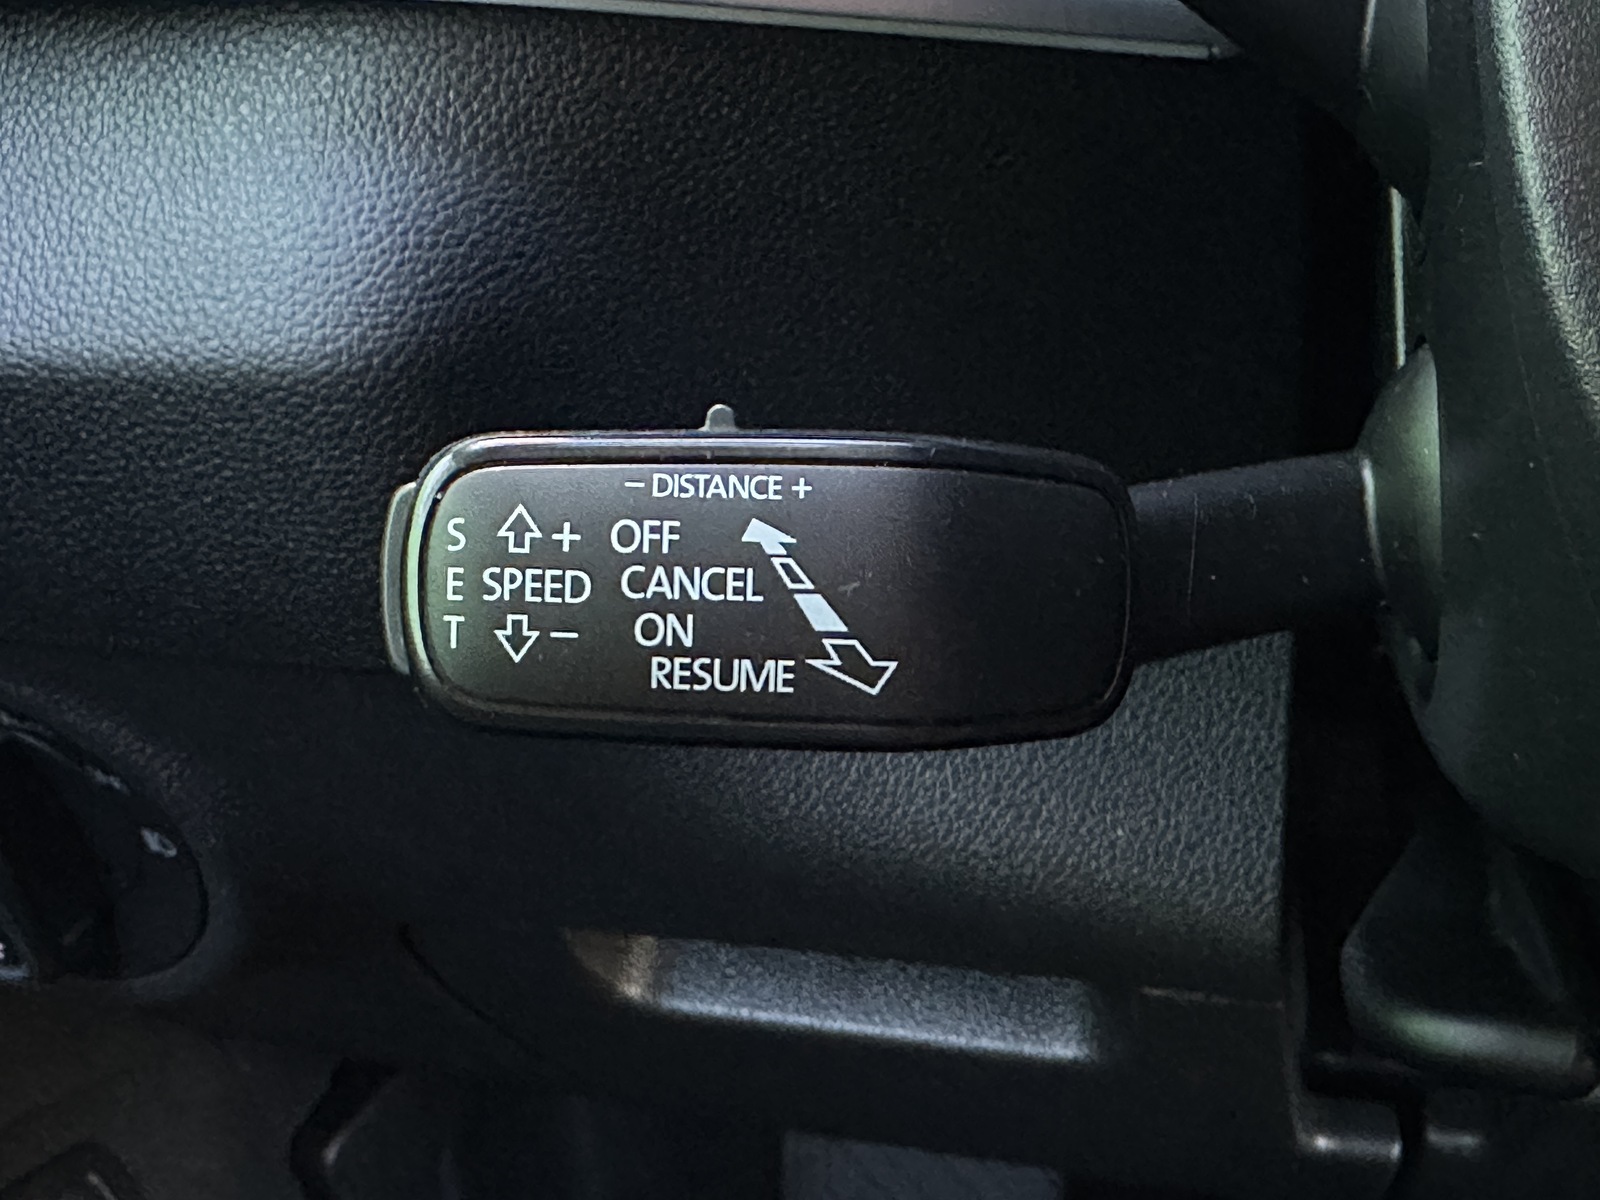 − DISTANCE +
S + OFF
E SPEED CANCEL
T − ON
RESUME